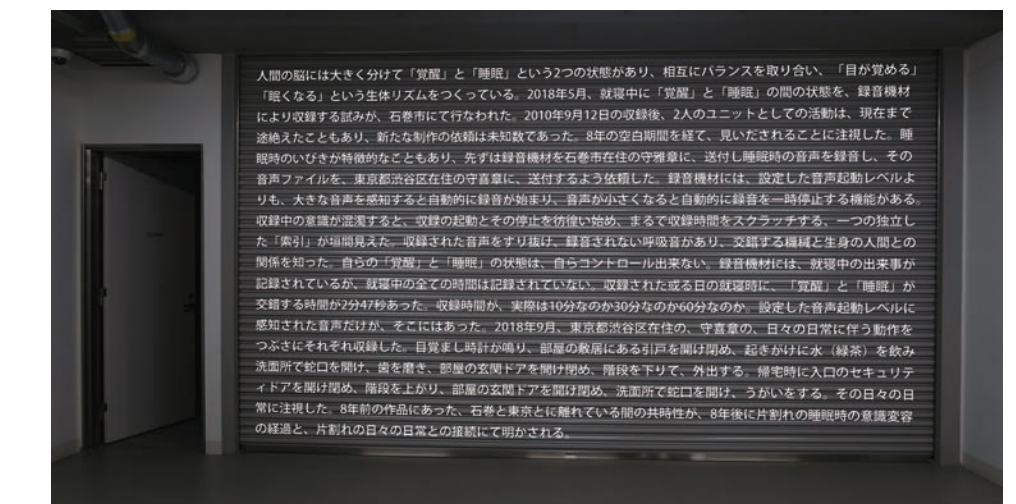 人間の脳には大きく分けて「覚醒」と「睡眠」という2つの状態があり、相互にバランスを取り合い、「目が覚める」
「眠くなる」という生体リズムをつくっている。2018年5月、就寝中に「覚醒」と「睡眠」の間の状態を、録音機材
により収録する試みが、石巻市にて行なわれた。2010年9月12日の収録後、2人のユニットとしての活動は、現在まで
途絶えたこともあり、新たな制作の依頼は未知数であった。8年の空白期間を経て、見いだされることに注視した。睡
眠時のいびきが特徴的なこともあり、先ずは録音機材を石巻市在住の守雅章に、送付し睡眠時の音声を録音し、その
音声ファイルを、東京都渋谷区在住の守喜章に、送付するよう依頼した。録音機材には、設定した音声起動レベルよ
りも、大きな音声を感知すると自動的に録音が始まり、音声が小さくなると自動的に録音を一時停止する機能がある。
収録中の意識が混濁すると、収録の起動とその停止を彷徨い始め、まるで収録時間をスクラッチする、一つの独立し
た「索引」が垣間見えた。収録された音声をすり抜け、録音されない呼吸音があり、交錯する機械と生身の人間との
関係を知った。自らの「覚醒」と「睡眠」の状態は、自らコントロール出来ない。録音機材には、就寝中の出来事が
記録されているが、就寝中の全ての時間は記録されていない。収録された或る日の就寝時に、「覚醒」と「睡眠」が
交錯する時間が2分47秒あった。収録時間が、実際は10分なのか30分なのか60分なのか。設定した音声起動レベルに
感知された音声だけが、そこにはあった。2018年9月、東京都渋谷区在住の、守喜章の、日々の日常に伴う動作を
つぶさにそれぞれ収録した。目覚まし時計が鳴り、部屋の敷居にある引戸を開け閉め、起きがけに水（緑茶）を飲み
洗面所で蛇口を開け、歯を磨き、部屋の玄関ドアを開け閉め、階段を下りて、外出する。帰宅時に入口のセキュリテ
ィドアを開け閉め、階段を上がり、部屋の玄関ドアを開け閉め、洗面所で蛇口を開け、うがいをする。その日々の日
常に注視した。8年前の作品にあった、石巻と東京とに離れている間の共時性が、8年後に片割れの睡眠時の意識変容
の経過と、片割れの日々の日常との接続にて明かされる。